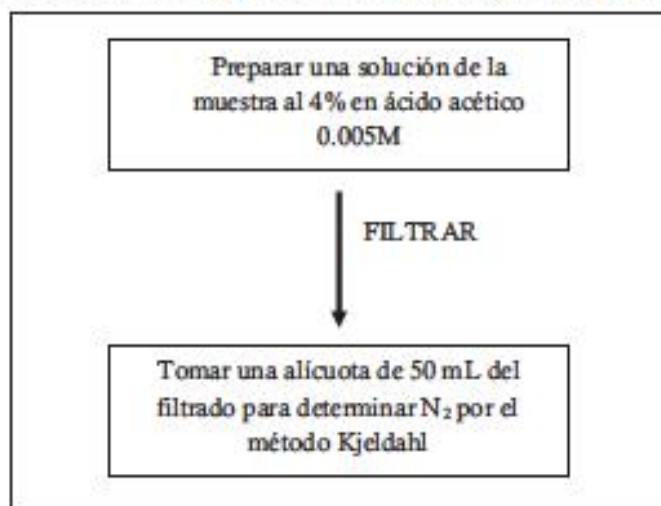 Preparar una solución de la
muestra al 4% en ácido acético
0.005M
FILTRAR
Tomar una alícuota de 50 mL del
filtrado para determinar N₂ por el
método Kjeldahl